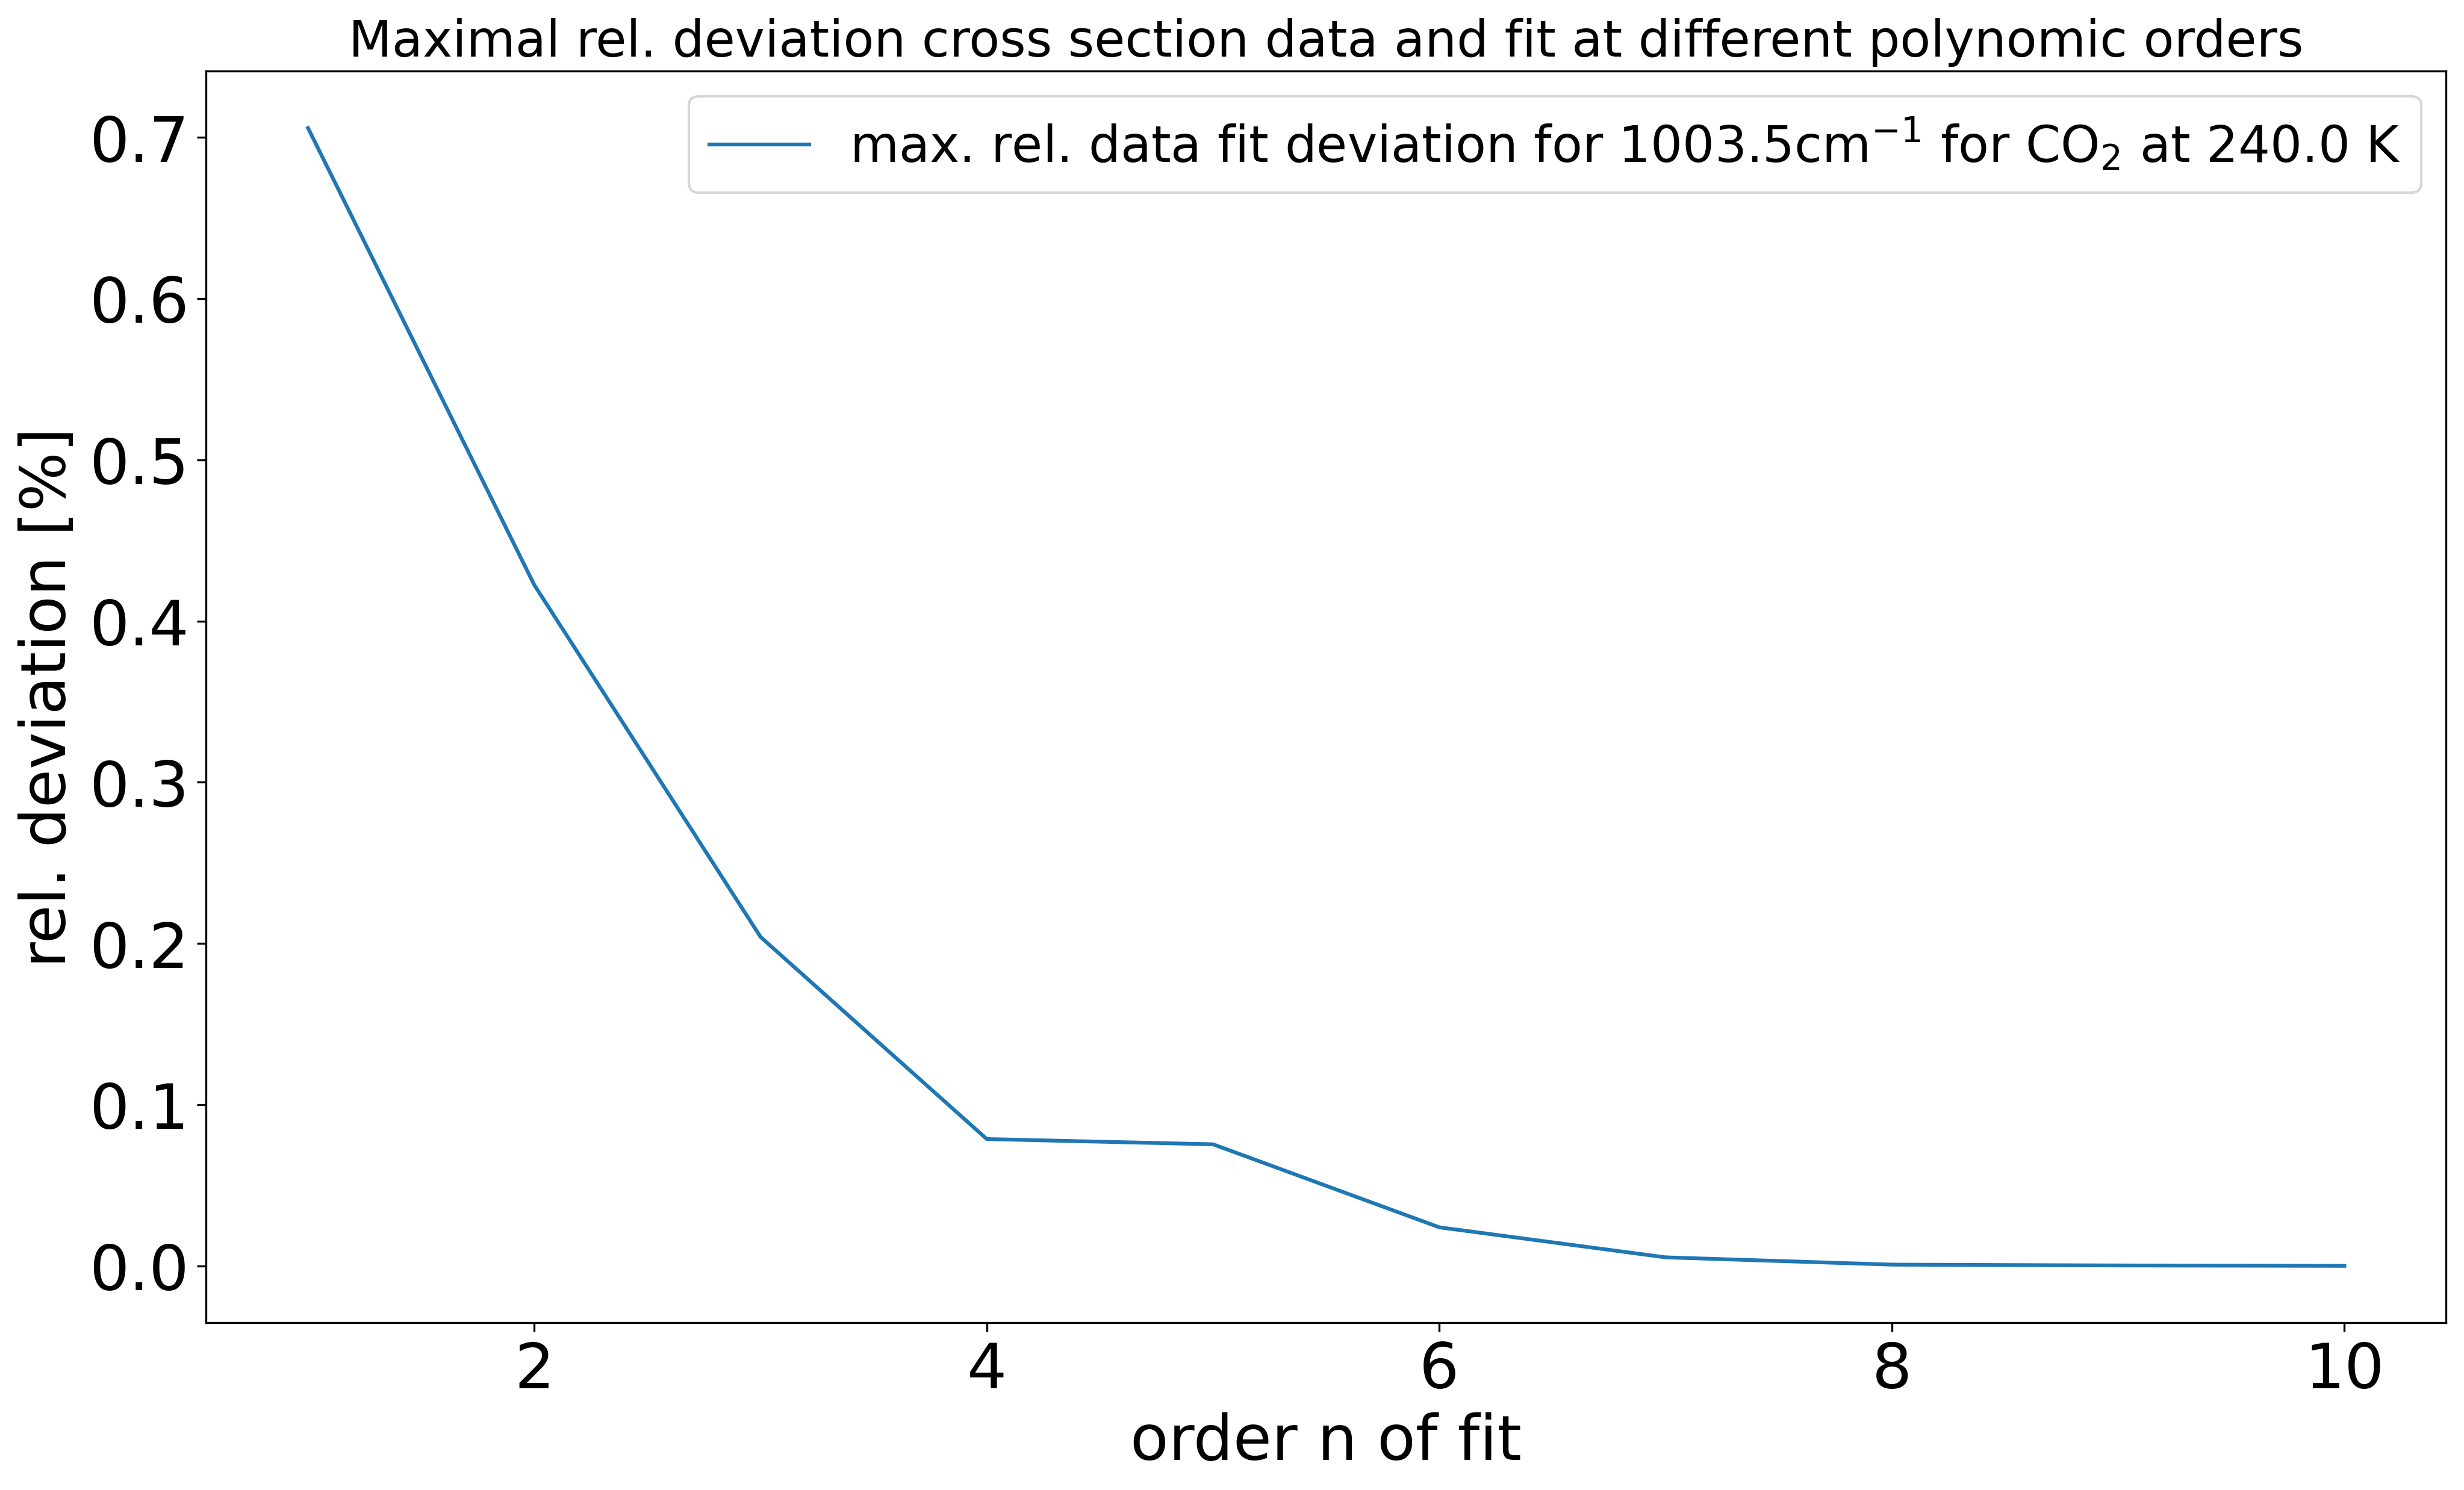 Maximal rel. deviation cross section data and fit at different polynomic orders
max. rel. data fit deviation for 1003.5cm⁻¹ for CO₂ at 240.0 K
rel. deviation [%]
0.7
0.6
0.5
0.4
0.3
0.2
0.1
0.0
2 4 6 8 10
order n of fit